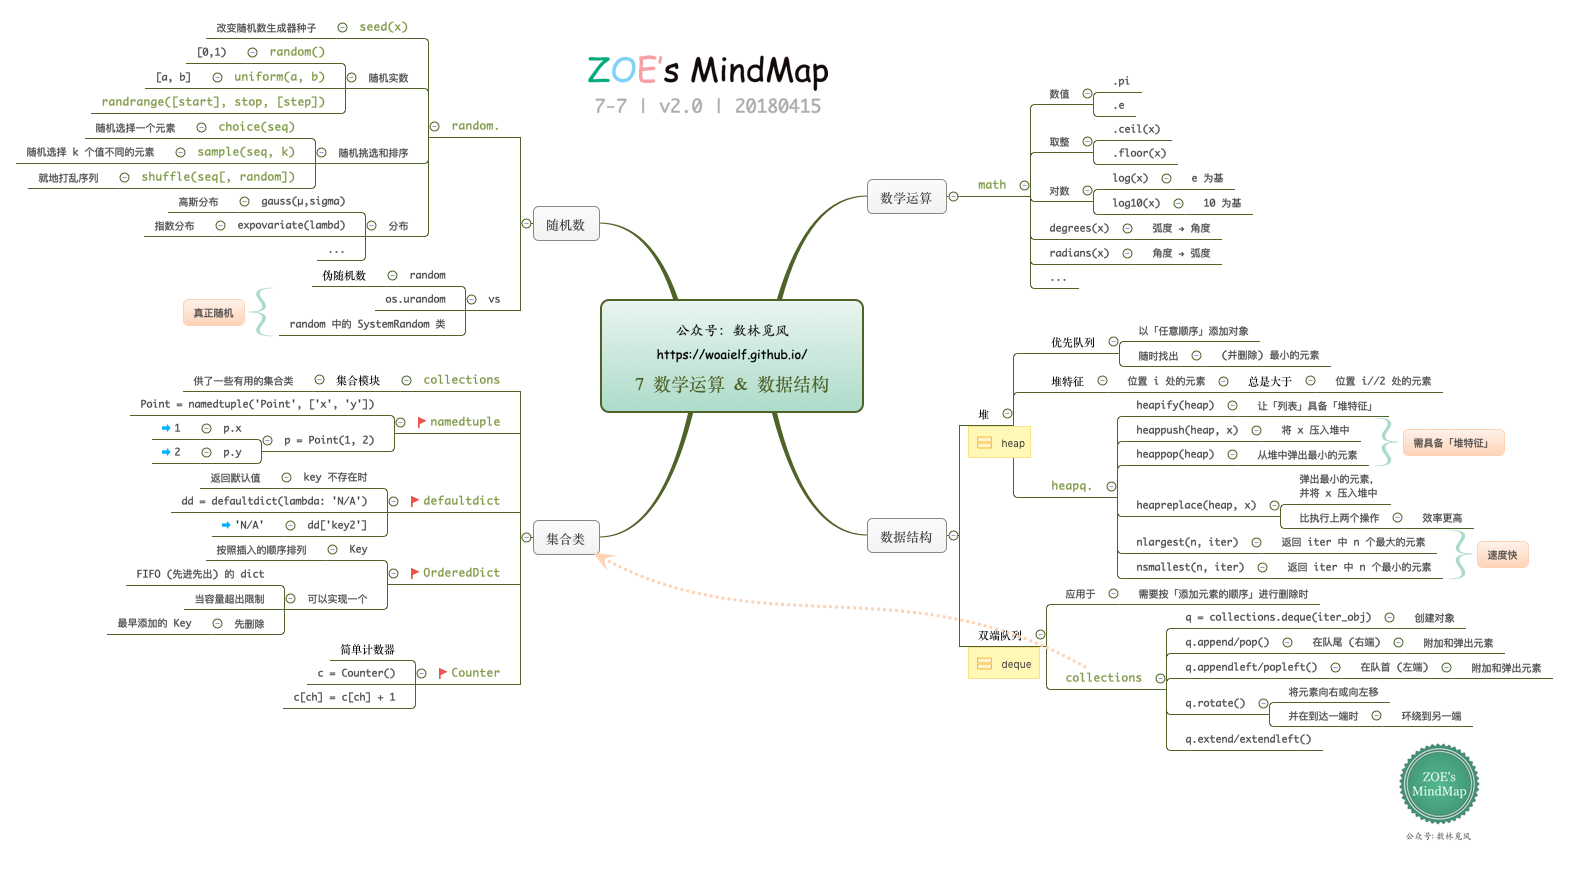 ZOE's MindMap
7-7 | v2.0 | 20180415
公众号: 数林觅风
https://woaielf.github.io/
7 数学运算 & 数据结构
随机数
random.
改变随机数生成器种子
seed(x)
[0,1)
random()
[a, b]
uniform(a, b)
随机实数
randrange([start], stop, [step])
随机选择一个元素
choice(seq)
随机选择 k 个值不同的元素
sample(seq, k)
随机挑选和排序
就地打乱序列
shuffle(seq[, random])
高斯分布
gauss(μ,sigma)
指数分布
expovariate(lambd)
分布
...
伪随机数
random
os.urandom
vs
真正随机
random 中的 SystemRandom 类
集合类
供了一些有用的集合类
集合模块
collections
Point = namedtuple('Point', ['x', 'y'])
namedtuple
1
p.x
p = Point(1, 2)
2
p.y
返回默认值
key 不存在时
dd = defaultdict(lambda: 'N/A')
defaultdict
'N/A'
dd['key2']
按照插入的顺序排列
Key
OrderedDict
FIFO (先进先出) 的 dict
当容量超出限制
可以实现一个
最早添加的 Key
先删除
简单计数器
c = Counter()
Counter
c[ch] = c[ch] + 1
数学运算
math
数值
.pi
.e
取整
.ceil(x)
.floor(x)
对数
log(x)
e 为基
log10(x)
10 为基
degrees(x)
弧度 → 角度
radians(x)
角度 → 弧度
...
数据结构
堆
heap
优先队列
以「任意顺序」添加对象
随时找出
(并删除) 最小的元素
堆特征
位置 i 处的元素
总是大于
位置 i//2 处的元素
heapq.
heapify(heap)
让「列表」具备「堆特征」
heappush(heap, x)
将 x 压入堆中
heappop(heap)
从堆中弹出最小的元素
需具备「堆特征」
heapreplace(heap, x)
弹出最小的元素,
并将 x 压入堆中
比执行上两个操作
效率更高
nlargest(n, iter)
返回 iter 中 n 个最大的元素
nsmallest(n, iter)
返回 iter 中 n 个最小的元素
速度快
双端队列
deque
应用于
需要按「添加元素的顺序」进行删除时
collections
q = collections.deque(iter_obj)
创建对象
q.append/pop()
在队尾 (右端)
附加和弹出元素
q.appendleft/popleft()
在队首 (左端)
附加和弹出元素
q.rotate()
将元素向右或向左移
并在到达一端时
环绕到另一端
q.extend/extendleft()
ZOE's
MindMap
公众号: 数林觅风